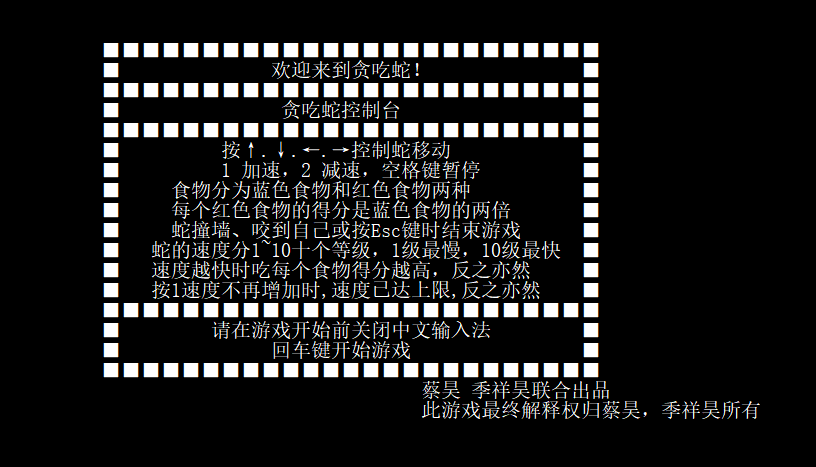 欢迎来到贪吃蛇！
贪吃蛇控制台
按↑.↓.←.→控制蛇移动
1 加速，2 减速，空格键暂停
食物分为蓝色食物和红色食物两种
每个红色食物的得分是蓝色食物的两倍
蛇撞墙、咬到自己或按Esc键时结束游戏
蛇的速度分1~10十个等级，1级最慢，10级最快
速度越快时吃每个食物得分越高，反之亦然
按1速度不再增加时,速度已达上限,反之亦然
请在游戏开始前关闭中文输入法
回车键开始游戏
蔡昊 季祥昊联合出品
此游戏最终解释权归蔡昊，季祥昊所有